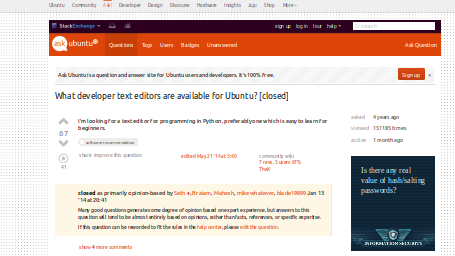 Ubuntu Community Ask! Developer Design Discourse Hardware Insights Juju Shop More
StackExchange sign up log in tour help
ask ubuntu Questions Tags Users Badges Unanswered Ask Question
Ask Ubuntu is a question and answer site for Ubuntu users and developers. It's 100% free. Sign up
What developer text editors are available for Ubuntu? [closed]
67
I'm looking for a text editor for programming in Python, preferably one which is easy to learn for
beginners.
software-recommendation
41
share improve this question
edited May 21 '14 at 3:40
community wiki
7 revs, 3 users 67%
TheX
closed as primarily opinion-based by Seth ♦, Braiam, Mahesh, mikewhatever, blade19899 Jan 13
'14 at 20:41
Many good questions generate some degree of opinion based on expert experience, but answers to this
question will tend to be almost entirely based on opinions, rather than facts, references, or specific expertise.
If this question can be reworded to fit the rules in the help center, please edit the question.
show 4 more comments
asked 4 years ago
viewed 151185 times
active 1 month ago
Is there any real
value of hash/salting
passwords?
INFORMATION SECURITY